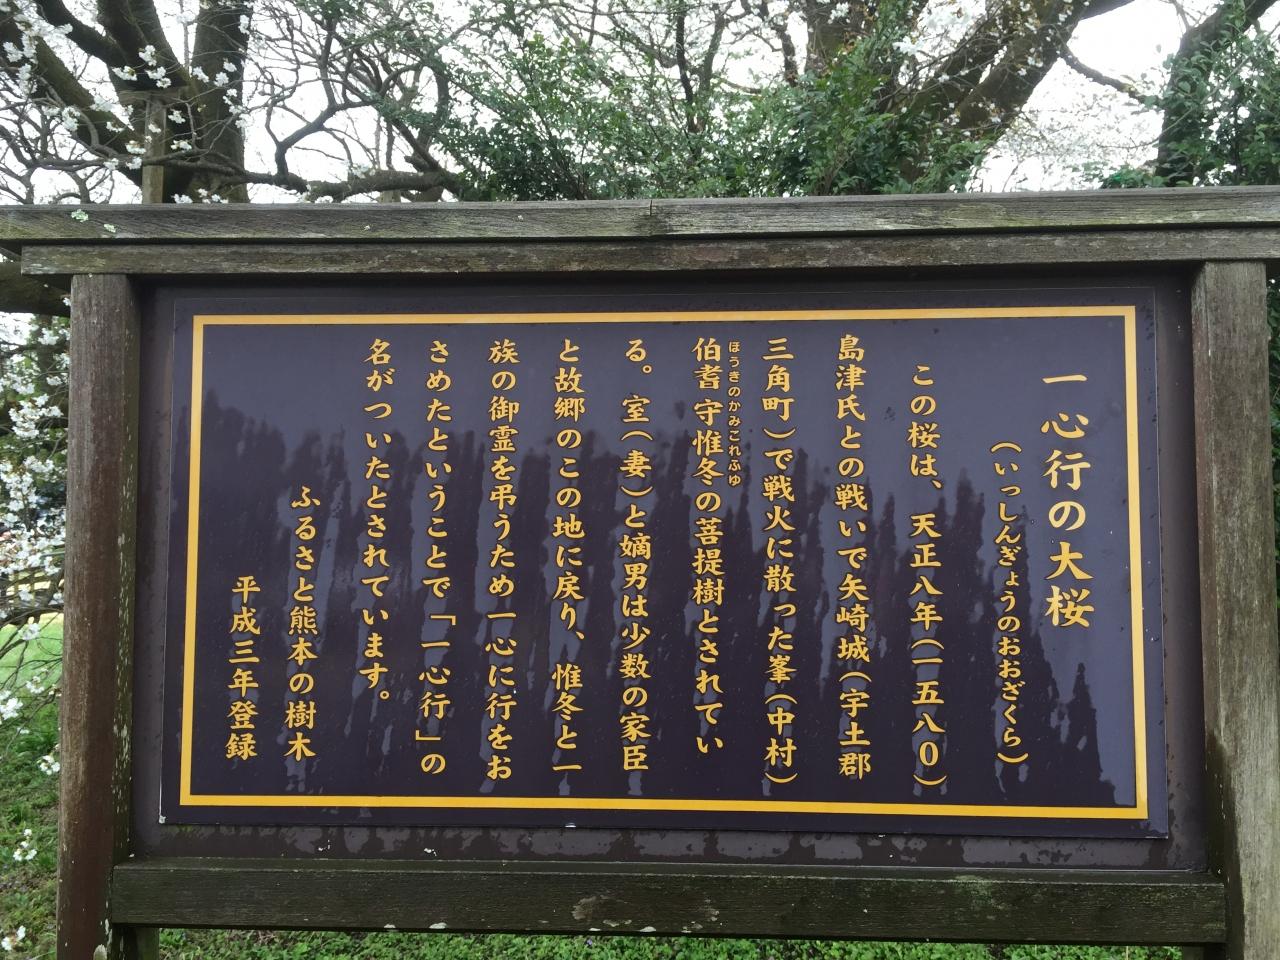 一心行の大桜
(いっしんぎょうのおおざくら)
この桜は、天正八年(一五八〇)
島津氏との戦いで矢崎城(宇土郡
三角町)で戦火に散った峯(中村)
ほうきのかみこれふゆ
伯耆守惟冬の菩提樹とされてい
る。室(妻)と嫡男は少数の家臣
と故郷のこの地に戻り、惟冬と一
族の御霊を弔うため一心に行をお
さめたということで「一心行」の
名がついたとされています。
ふるさと熊本の樹木
平成三年登録